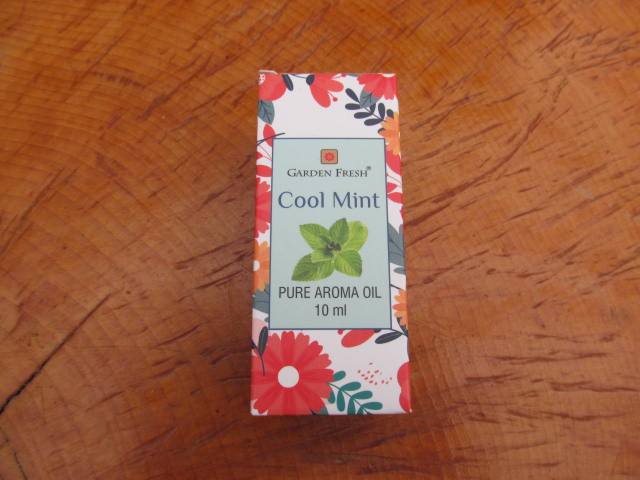 GARDEN FRESH®
Cool Mint
PURE AROMA OIL
10 ml